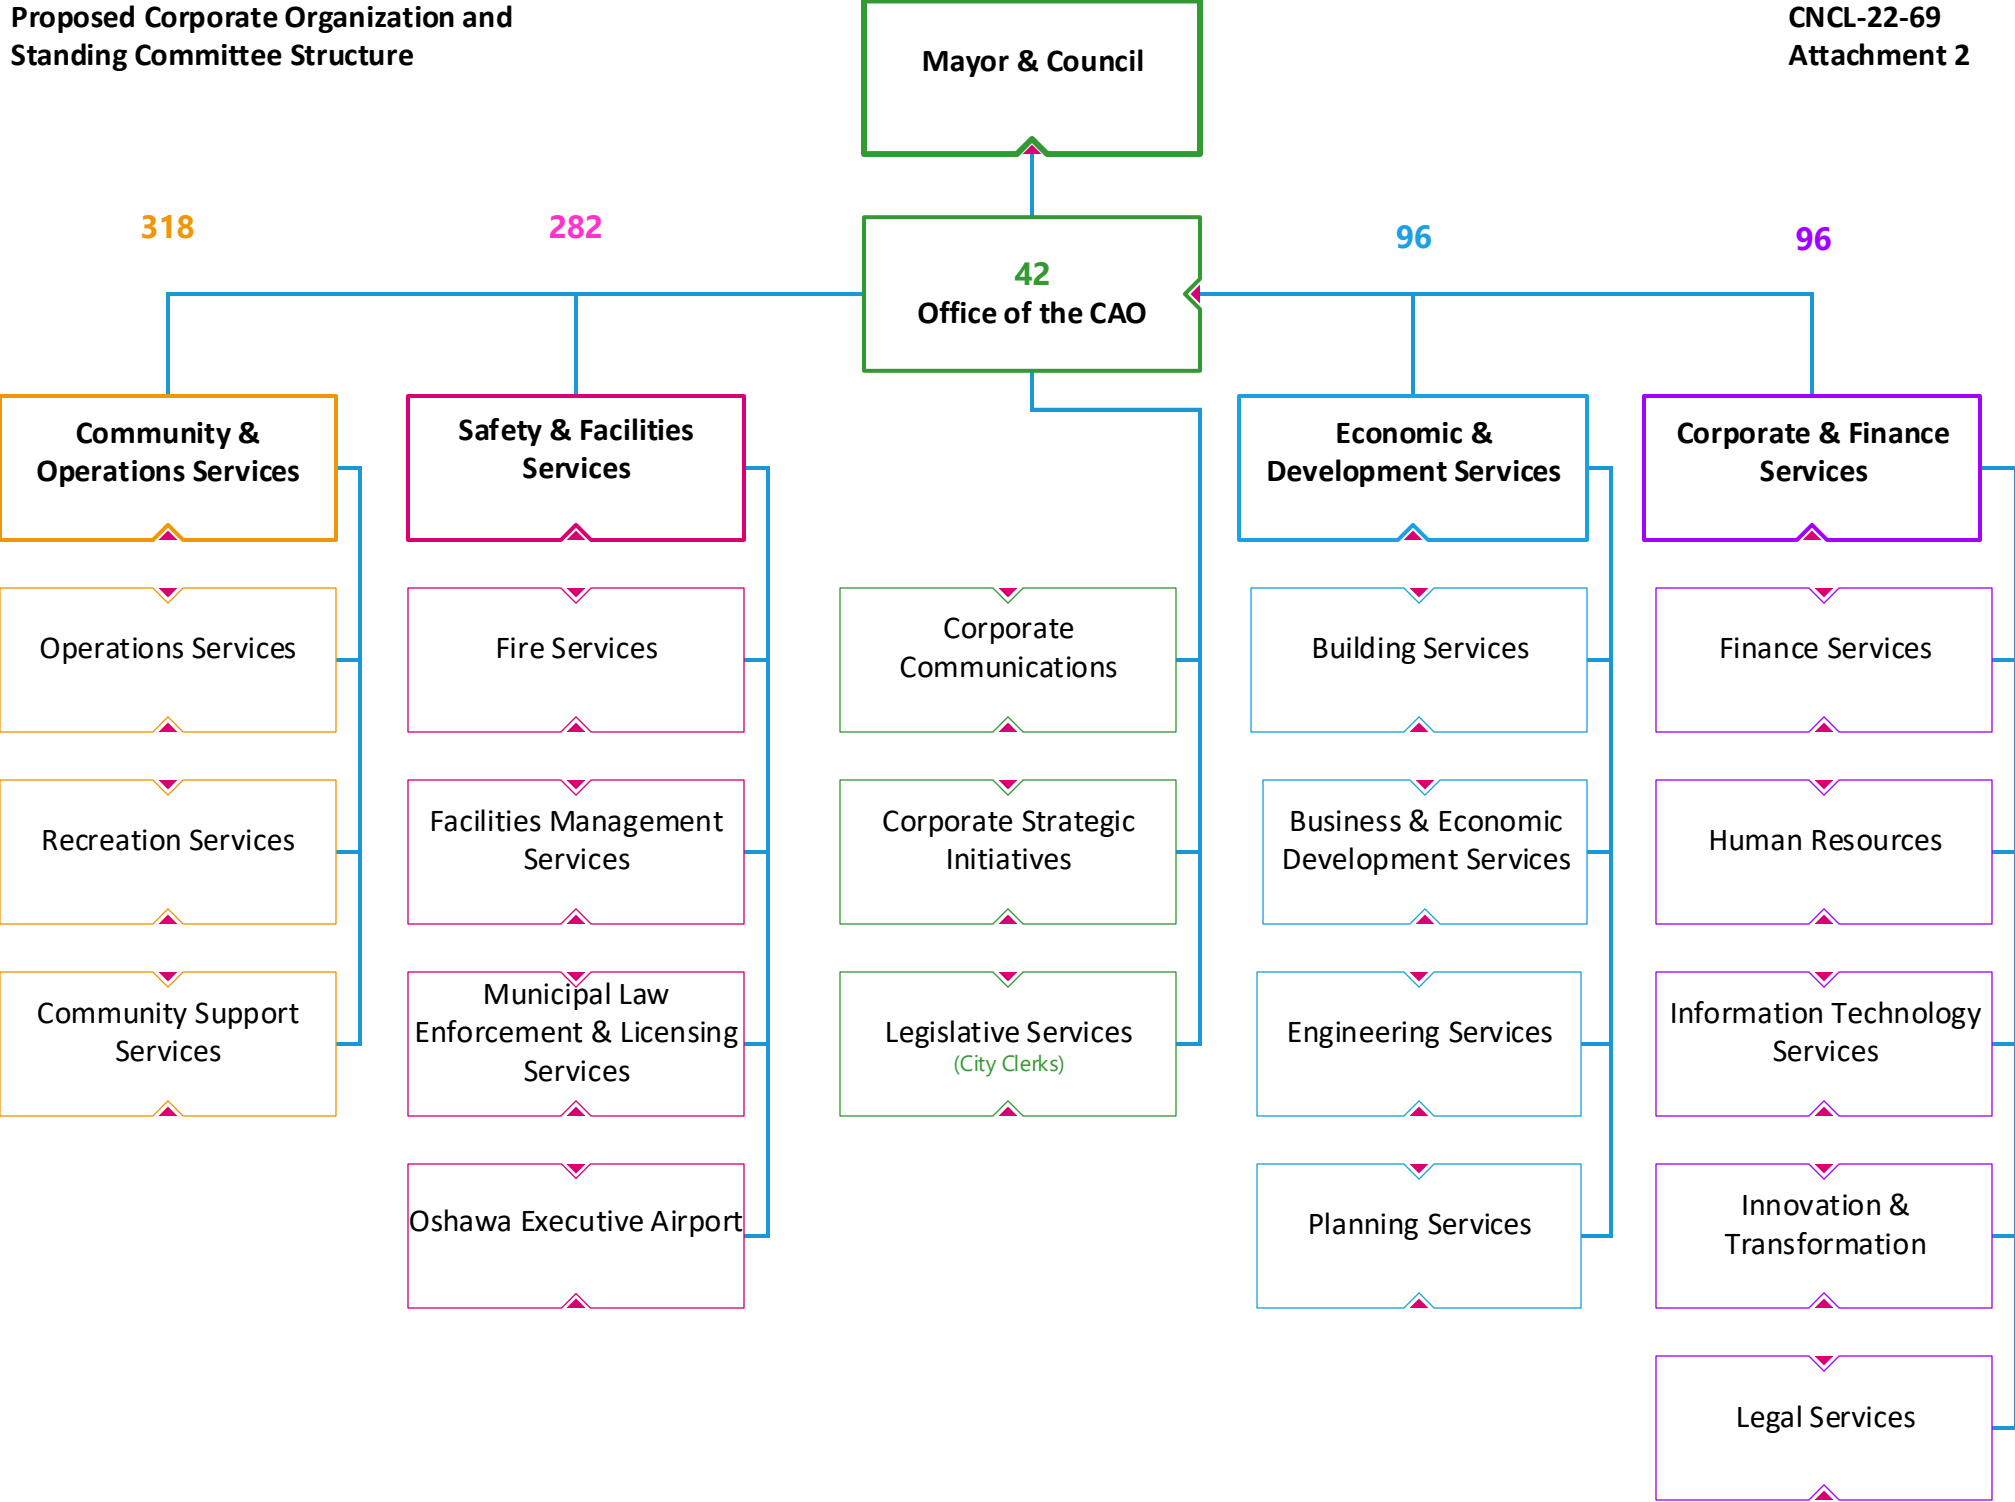 Proposed Corporate Organization and
Standing Committee Structure
CNCL-22-69
Attachment 2
Mayor & Council
318
282
42
Office of the CAO
96
96
Community &
Operations Services
Operations Services
Recreation Services
Community Support
Services
Safety & Facilities
Services
Fire Services
Facilities Management
Services
Municipal Law
Enforcement & Licensing
Services
Oshawa Executive Airport
Corporate
Communications
Corporate Strategic
Initiatives
Legislative Services
(City Clerks)
Economic &
Development Services
Building Services
Business & Economic
Development Services
Engineering Services
Planning Services
Corporate & Finance
Services
Finance Services
Human Resources
Information Technology
Services
Innovation &
Transformation
Legal Services